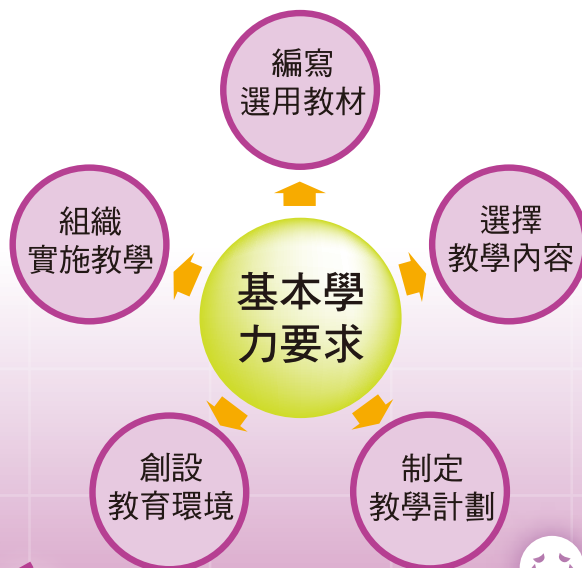 編寫
選用教材
組織
實施教學
選擇
教學內容
基本學
力要求
創設
教育環境
制定
教學計劃